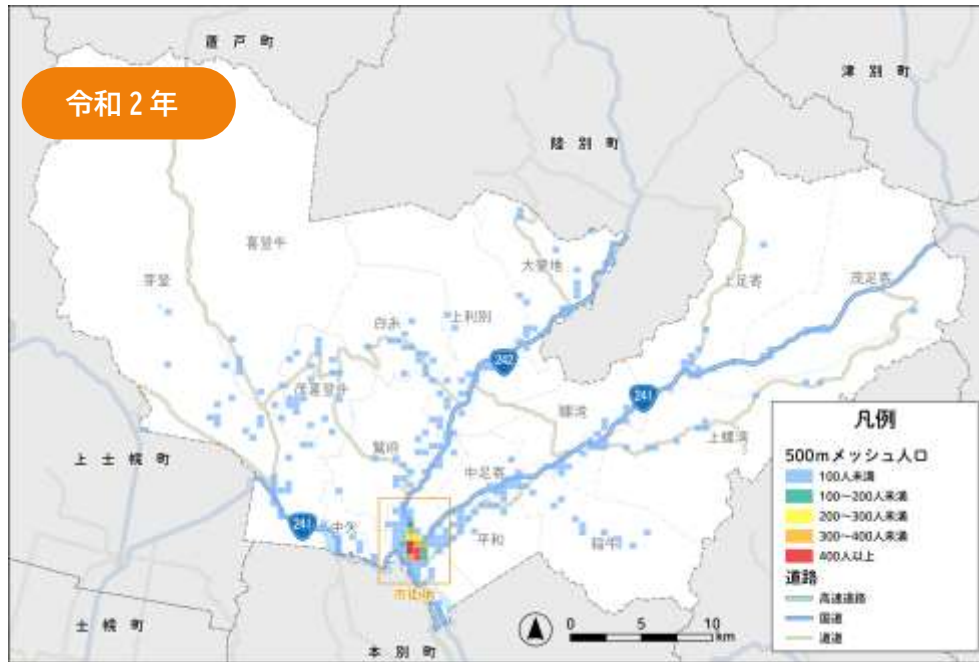 置戸町
津別町
令和2年
陸別町
喜登牛
大誉地
芽登
上足寄
茂足寄
白糸
上利別
242
茂喜登牛
241
螺湾
上螺湾
鷲府
上士幌町
中足寄
241
中矢
平和
稲牛
市街地
士幌町
本別町
0 5 10
km
凡例
500mメッシュ人口
100人未満
100～200人未満
200～300人未満
300～400人未満
400人以上
道路
高速道路
国道
道道